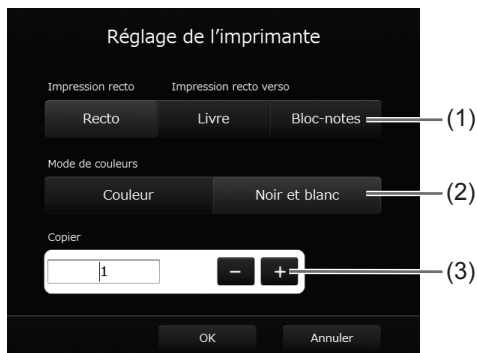 Réglage de l'imprimante
Impression recto Impression recto verso
Recto Livre Bloc-notes (1)
Mode de couleurs
Couleur Noir et blanc (2)
Copier
1 − + (3)
OK Annuler